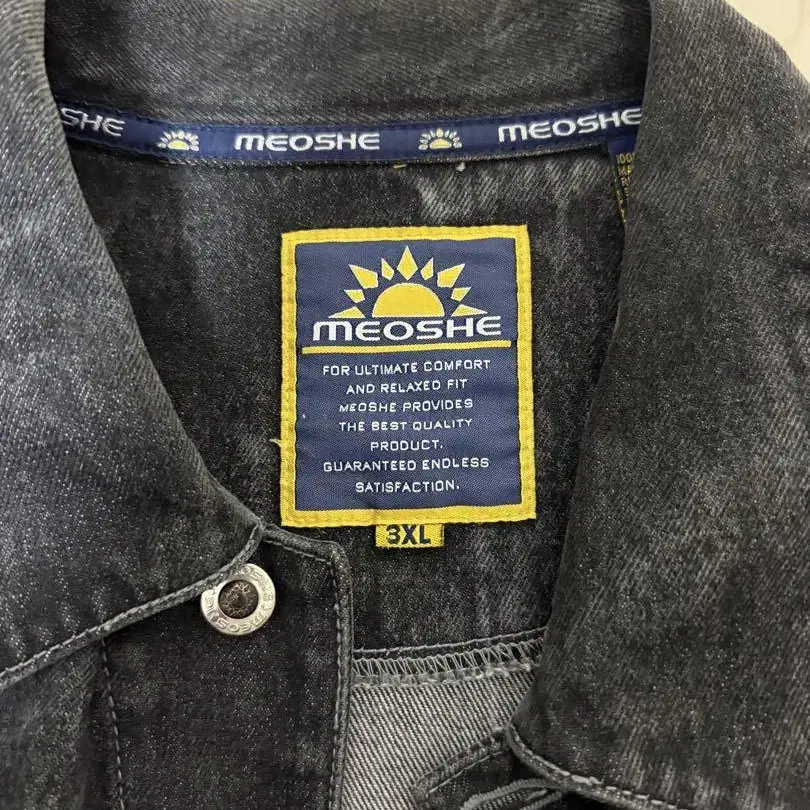 SHE MEOSHE MEOSHE
MEOSHE
FOR ULTIMATE COMFORT
AND RELAXED FIT
MEOSHE PROVIDES
THE BEST QUALITY
PRODUCT.
GUARANTEED ENDLESS
SATISFACTION.
3XL